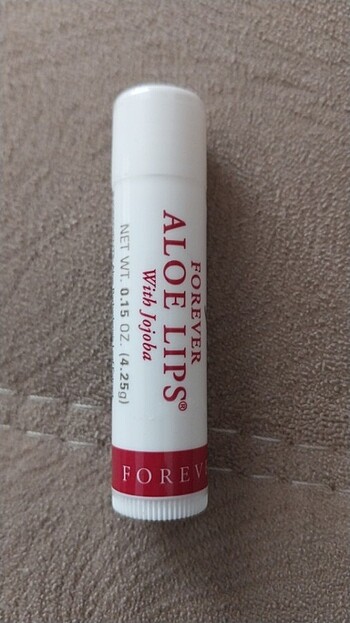 FOREVER
ALOE LIPS®
With Jojoba
NET WT. 0.15 OZ. (4.25g)
FOREV